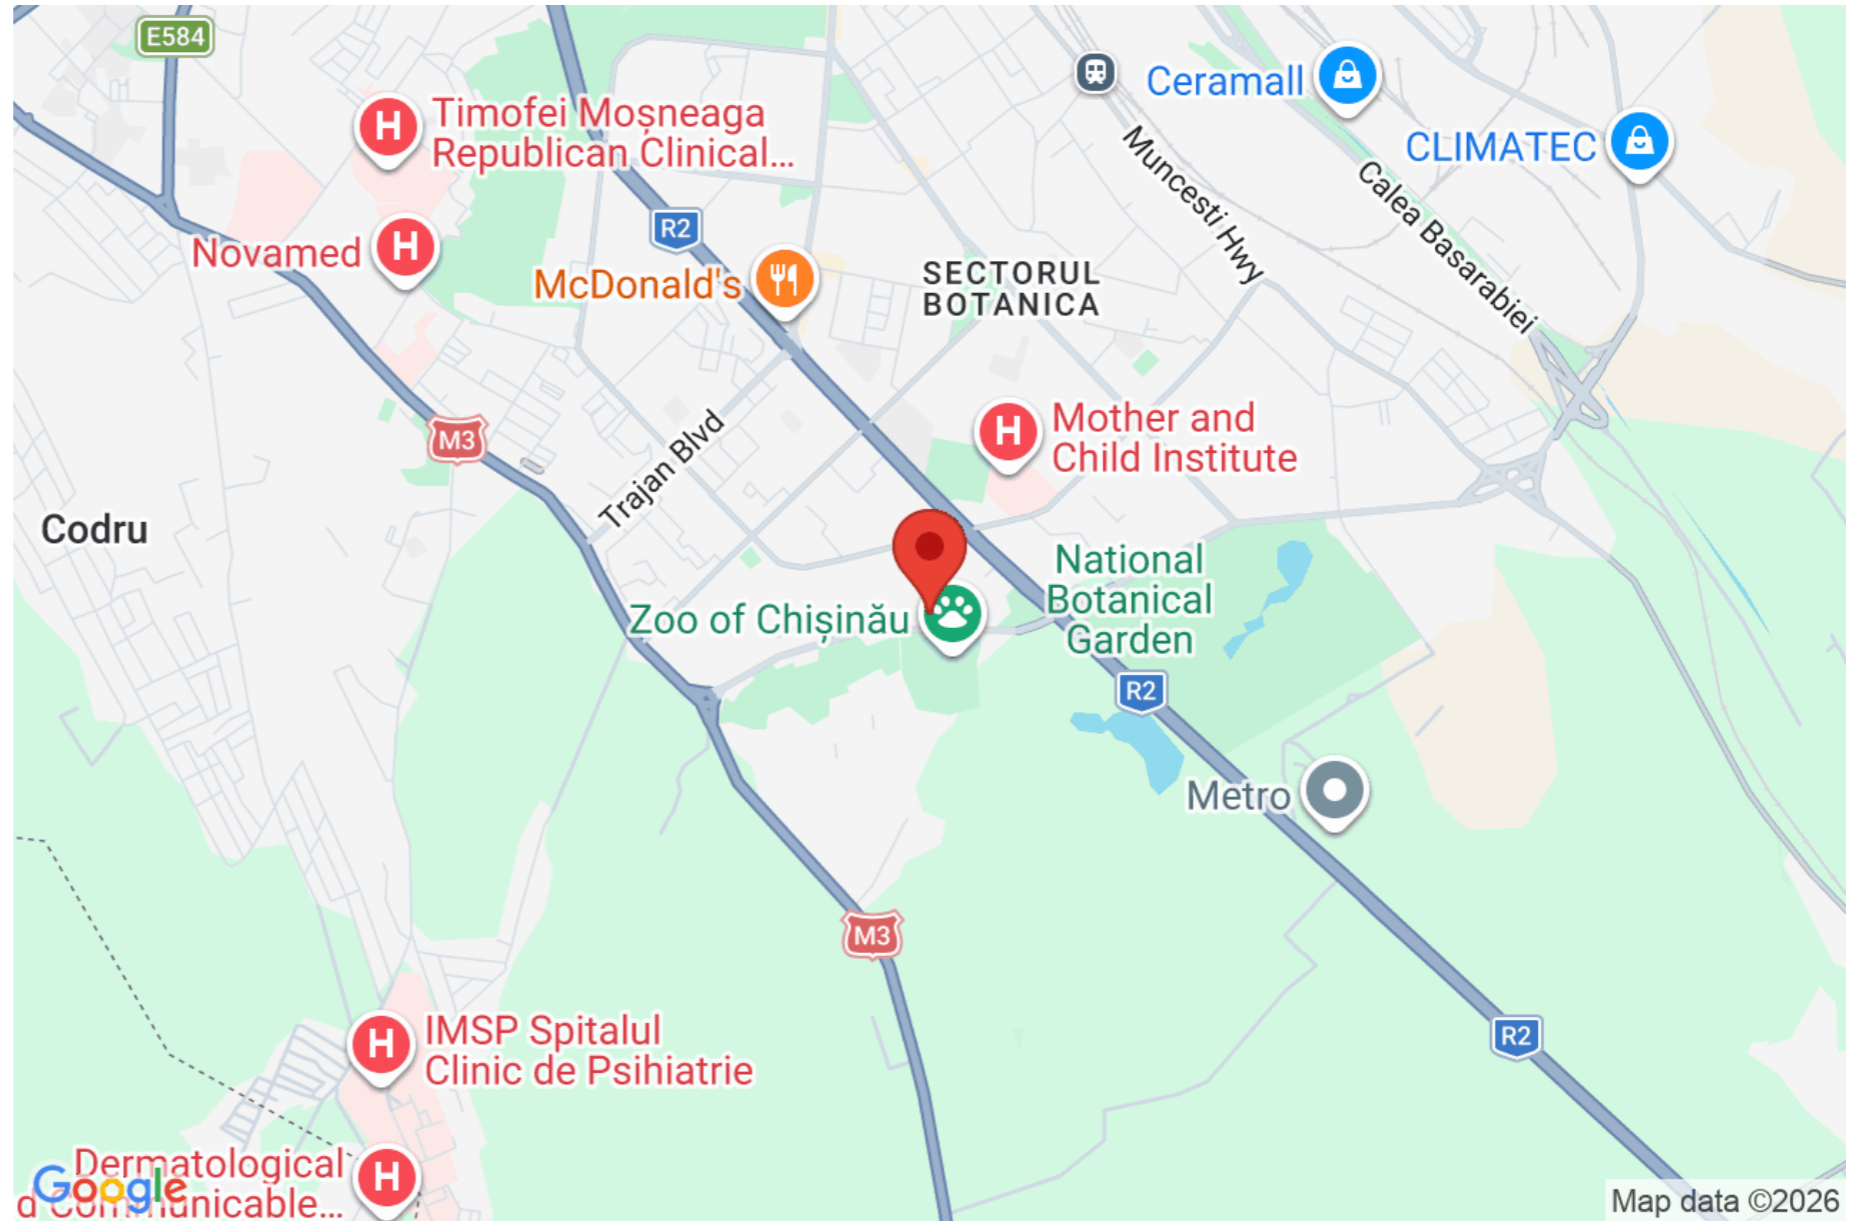 E584
Timofei Moșneaga
Republican Clinical...
Ceramall
CLIMATEC
Muncesti Hwy
Calea Basarabiei
R2
Novamed
McDonald's
SECTORUL
BOTANICA
M3
Trajan Blvd
Mother and
Child Institute
Codru
National
Botanical
Garden
Zoo of Chișinău
R2
Metro
M3
IMSP Spitalul
Clinic de Psihiatrie
R2
Dermatological
d Communicable...
Google
Map data ©2026